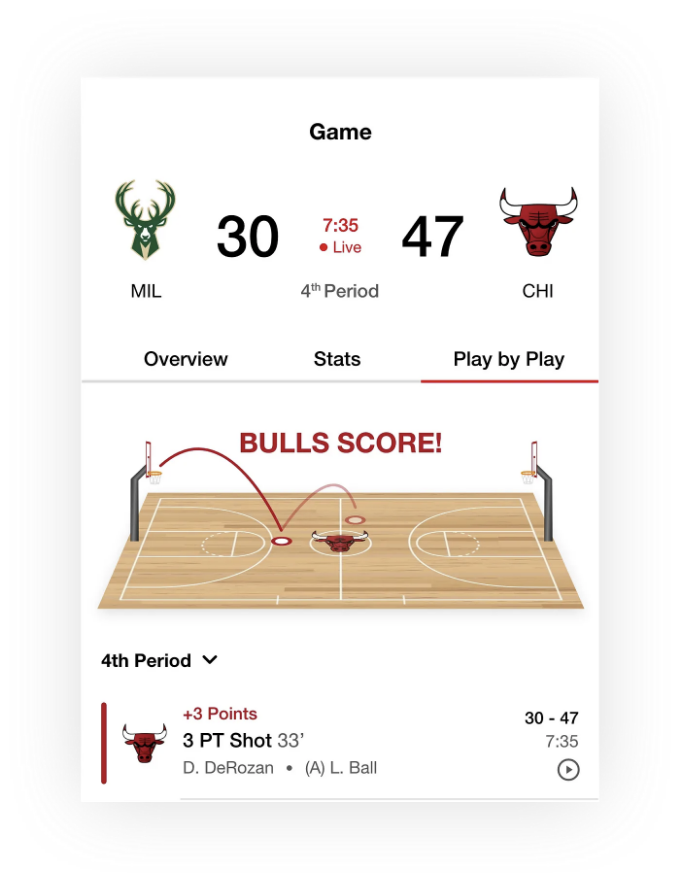 Game
30 7:35 47
Live
MIL 4th Period CHI
Overview Stats Play by Play
BULLS SCORE!
4th Period
+3 Points 30 - 47
3 PT Shot 33’ 7:35
D. DeRozan • (A) L. Ball